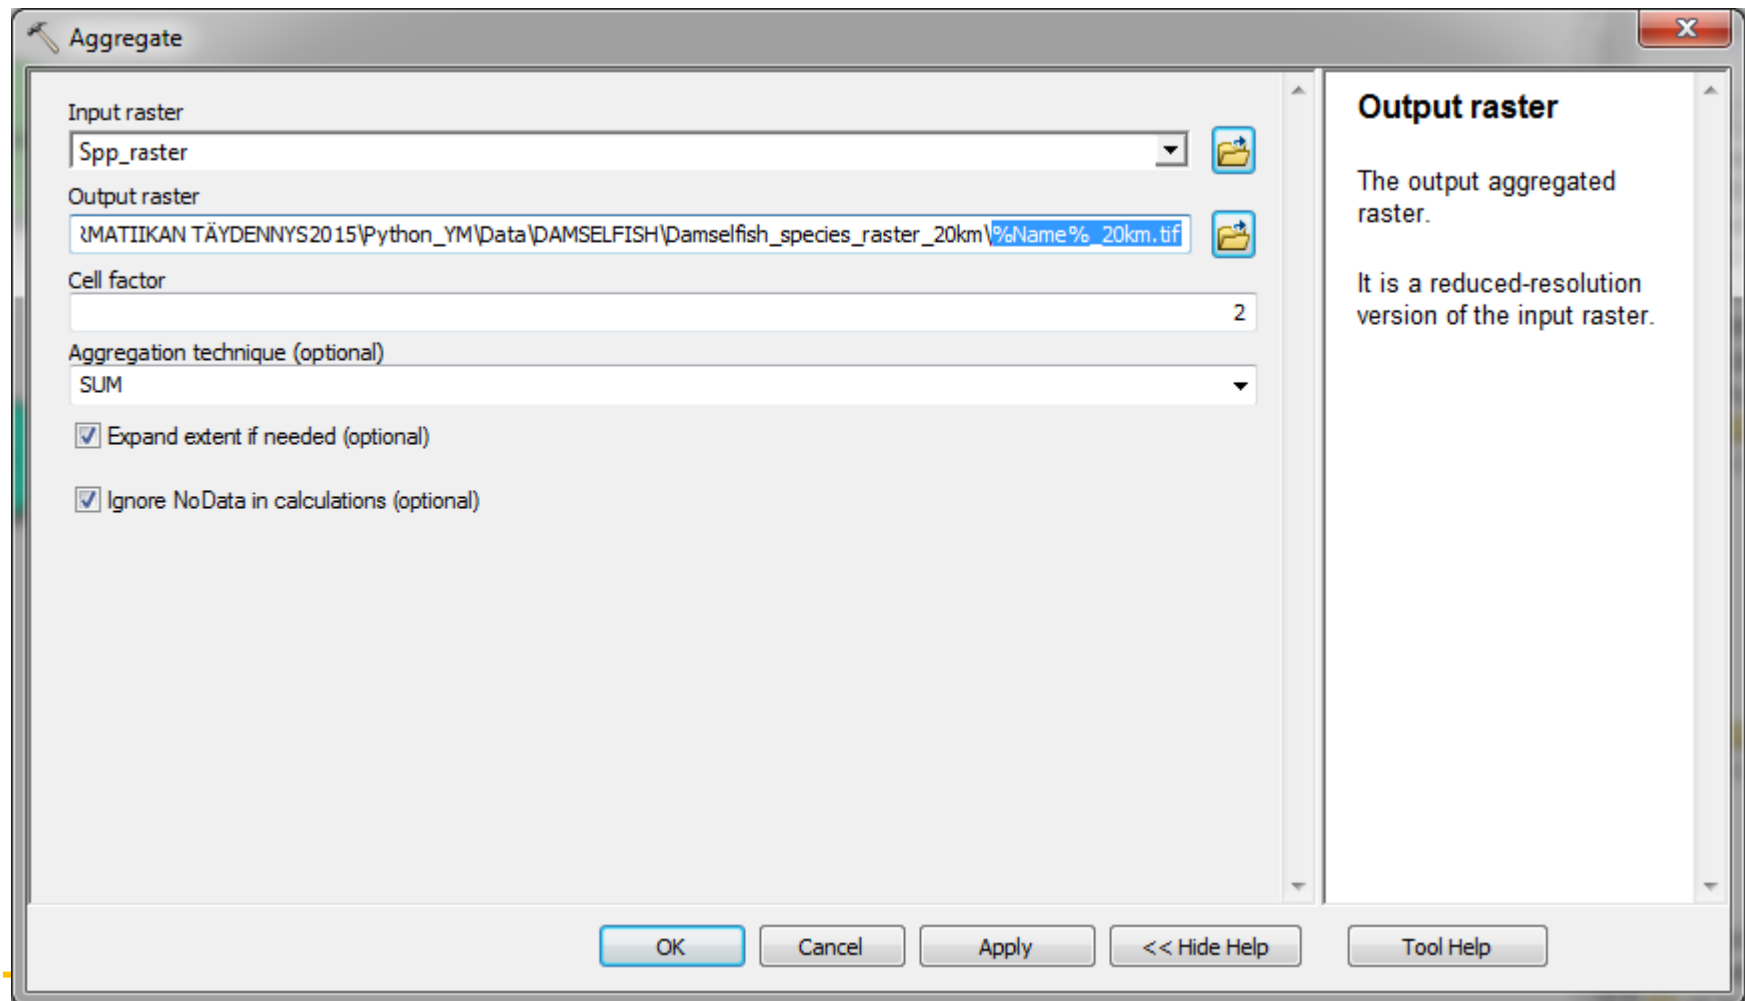 Aggregate
Input raster
Spp_raster
Output raster
RMATIIKAN TÄYDENNYS2015\Python_YM\Data\DAMSELFISH\Damselfish_species_raster_20km\%Name%_20km.tif
Cell factor
2
Aggregation technique (optional)
SUM
Expand extent if needed (optional)
Ignore NoData in calculations (optional)
Output raster
The output aggregated
raster.
It is a reduced-resolution
version of the input raster.
OK
Cancel
Apply
<< Hide Help
Tool Help